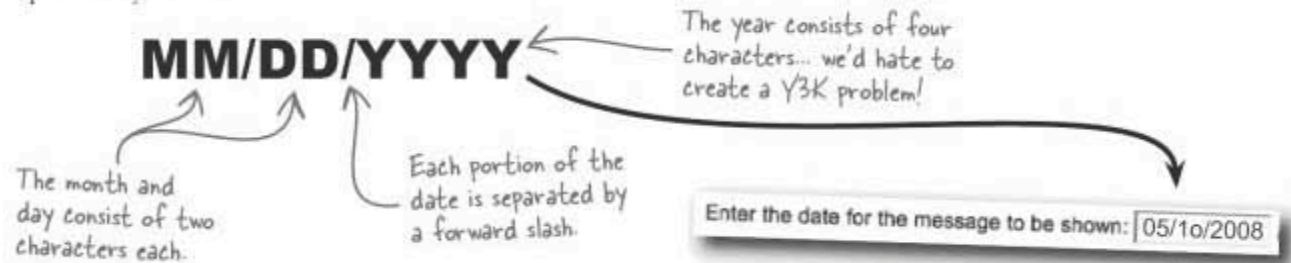 MM/DD/YYYY
The year consists of four
characters... we'd hate to
create a Y3K problem!
The month and
day consist of two
characters each.
Each portion of the
date is separated by
a forward slash.
Enter the date for the message to be shown: 05/1o/2008